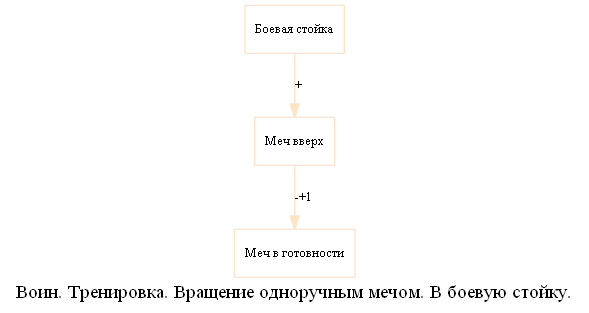 Боевая стойка
+
Меч вверх
-+1
Меч в готовности
Воин. Тренировка. Вращение одноручным мечом. В боевую стойку.